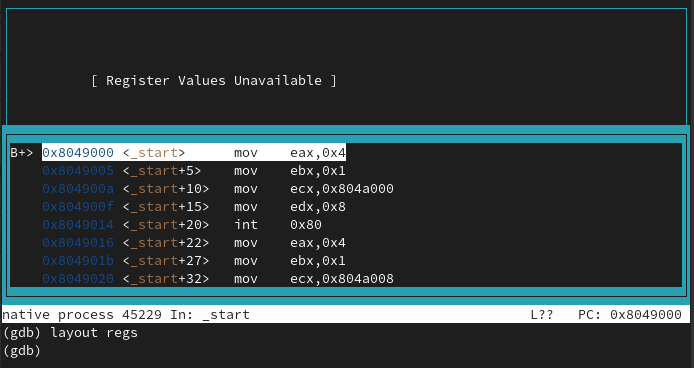 [ Register Values Unavailable ]
B+> 0x8049000 <_start> mov eax,0x4
0x8049005 <_start+5> mov ebx,0x1
0x804900a <_start+10> mov ecx,0x804a000
0x804900f <_start+15> mov edx,0x8
0x8049014 <_start+20> int 0x80
0x8049016 <_start+22> mov eax,0x4
0x804901b <_start+27> mov ebx,0x1
0x8049020 <_start+32> mov ecx,0x804a008
native process 45229 In: _start L?? PC: 0x8049000
(gdb) layout regs
(gdb)